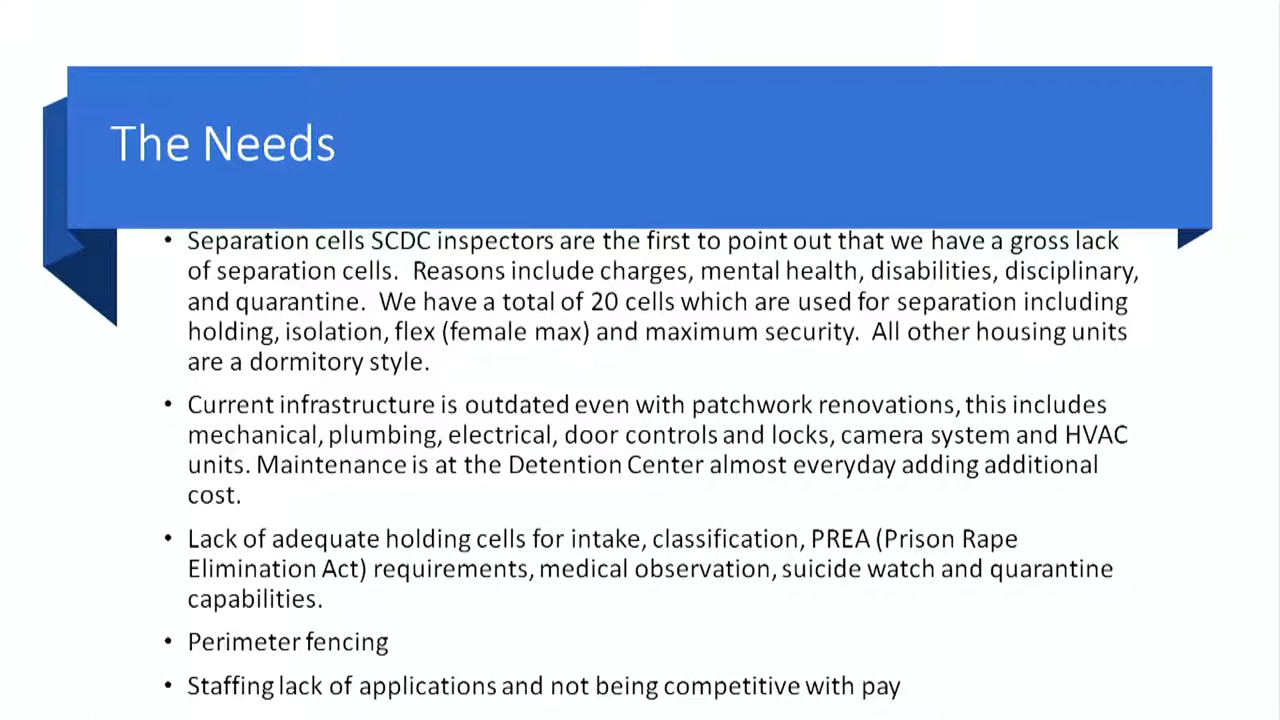 The Needs
• Separation cells SCDC inspectors are the first to point out that we have a gross lack
of separation cells.  Reasons include charges, mental health, disabilities, disciplinary,
and quarantine.  We have a total of 20 cells which are used for separation including
holding, isolation, flex (female max) and maximum security.  All other housing units
are a dormitory style.
• Current infrastructure is outdated even with patchwork renovations, this includes
mechanical, plumbing, electrical, door controls and locks, camera system and HVAC
units. Maintenance is at the Detention Center almost everyday adding additional
cost.
• Lack of adequate holding cells for intake, classification, PREA (Prison Rape
Elimination Act) requirements, medical observation, suicide watch and quarantine
capabilities.
• Perimeter fencing
• Staffing lack of applications and not being competitive with pay